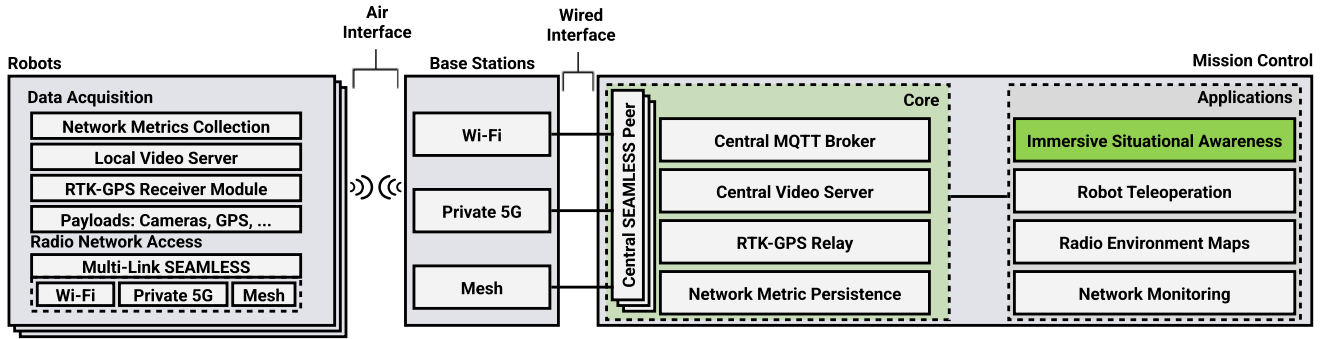 Air
Interface
Wired
Interface
Robots
Base Stations
Mission Control
Data Acquisition
Network Metrics Collection
Local Video Server
RTK-GPS Receiver Module
Payloads: Cameras, GPS, ...
Radio Network Access
Multi-Link SEAMLESS
Wi-Fi
Private 5G
Mesh
Wi-Fi
Private 5G
Mesh
Central SEAMLESS Peer
Core
Central MQTT Broker
Central Video Server
RTK-GPS Relay
Network Metric Persistence
Applications
Immersive Situational Awareness
Robot Teleoperation
Radio Environment Maps
Network Monitoring